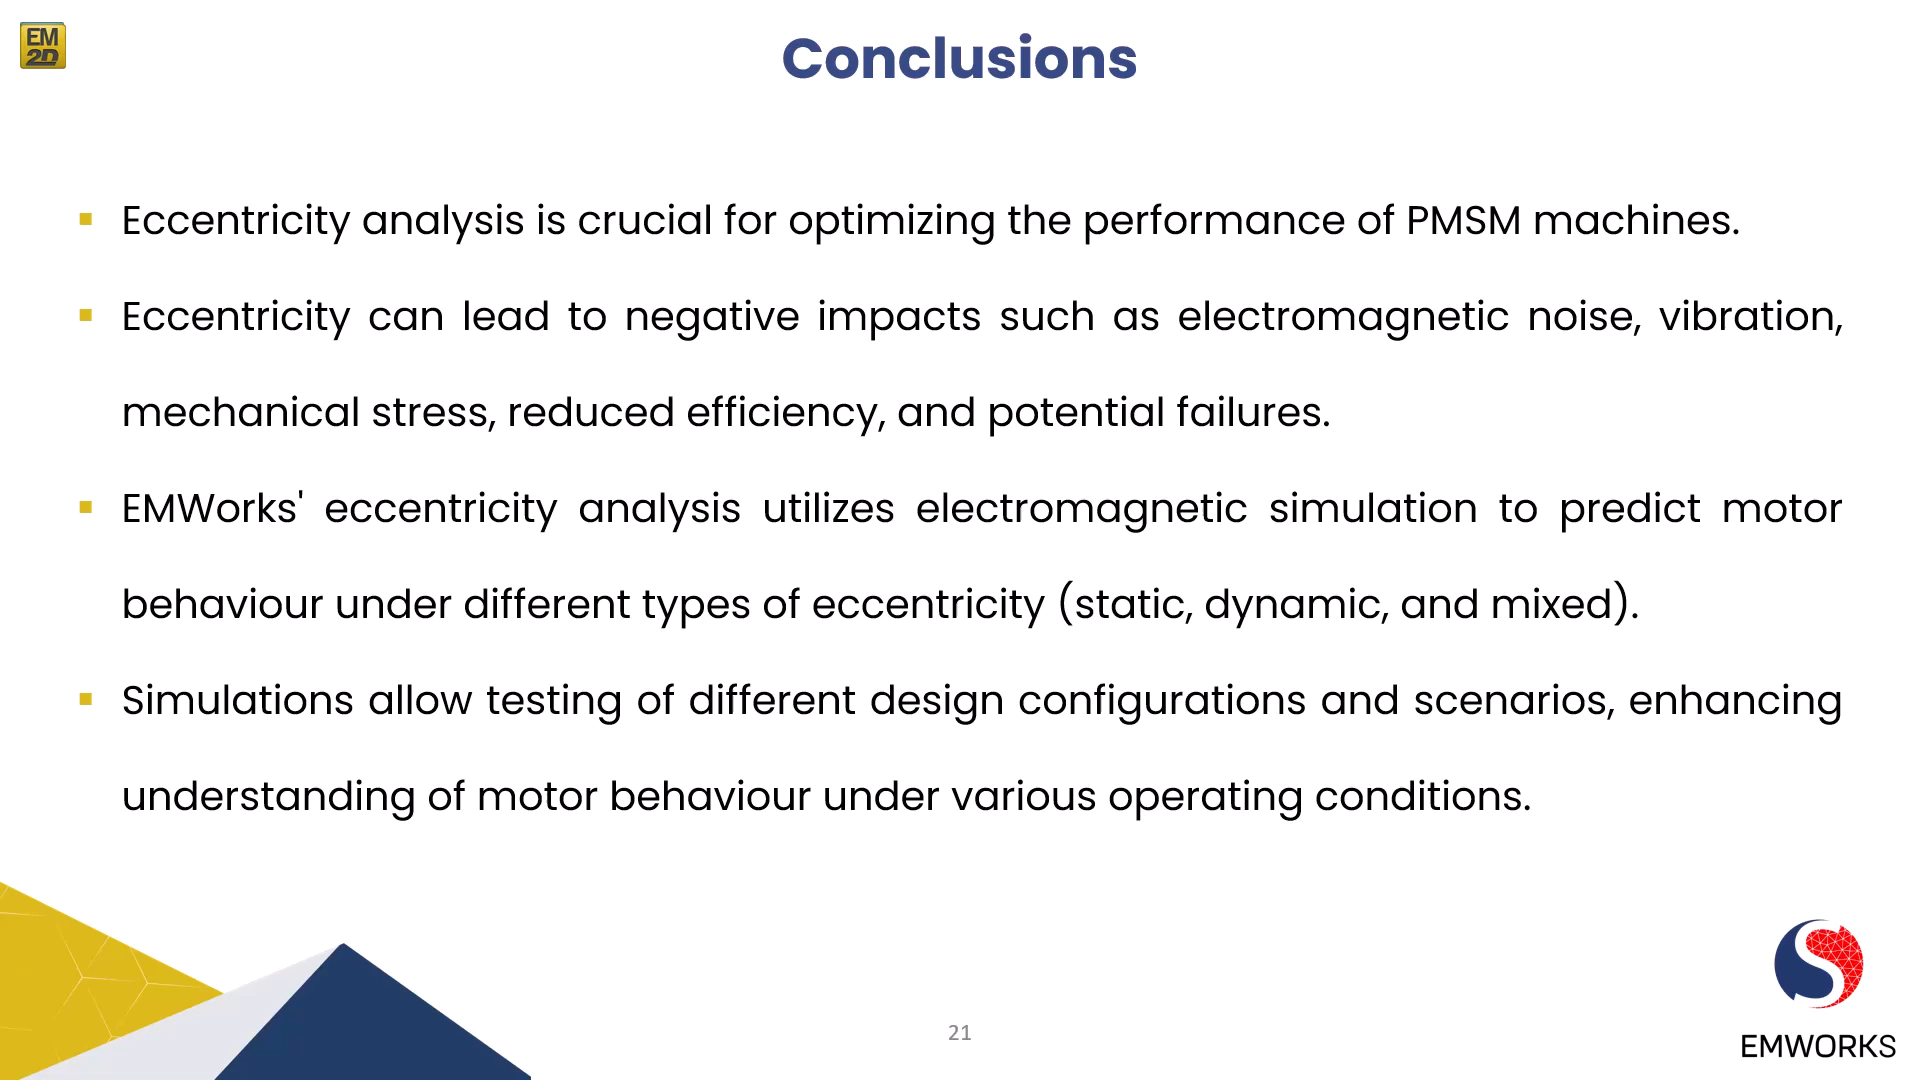 EM
2D
Conclusions
Eccentricity analysis is crucial for optimizing the performance of PMSM machines.
Eccentricity can lead to negative impacts such as electromagnetic noise, vibration,
mechanical stress, reduced efficiency, and potential failures.
EMWorks' eccentricity analysis utilizes electromagnetic simulation to predict motor
behaviour under different types of eccentricity (static, dynamic, and mixed).
Simulations allow testing of different design configurations and scenarios, enhancing
understanding of motor behaviour under various operating conditions.
21
EMWORKS